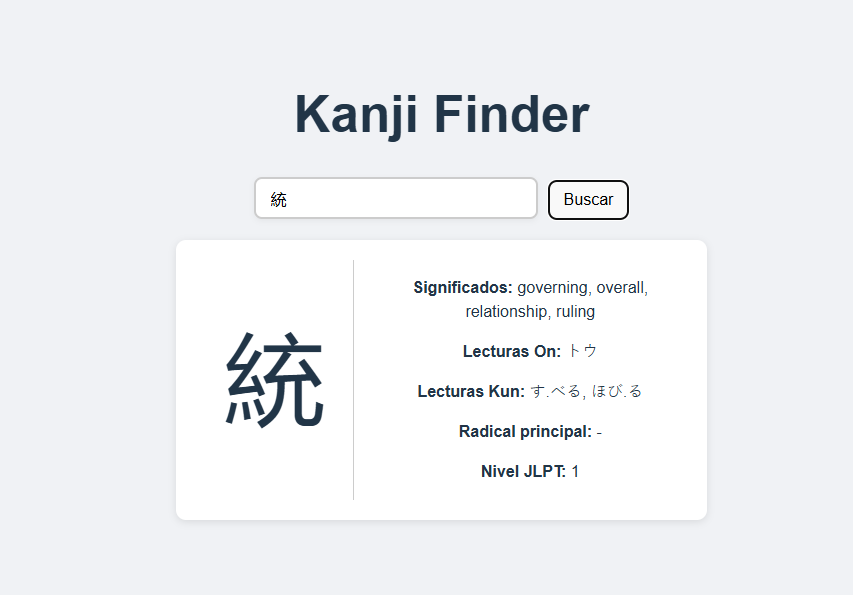 Kanji Finder
統
Buscar
統
Significados: governing, overall,
relationship, ruling
Lecturas On: トウ
Lecturas Kun: す.べる, ほび.る
Radical principal: -
Nivel JLPT: 1